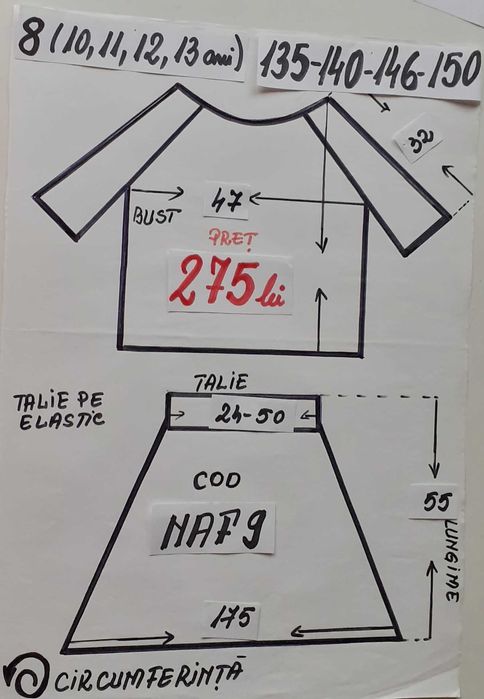 8 (10, 11, 12, 13 ani) 135-140-146-150
32
BUST 47
PREȚ
275 lei
TALIE
TALIE PE
ELASTIC
24-50
COD
NAF9
55
LUNGIME
175
CIRCUMFERINȚĂ